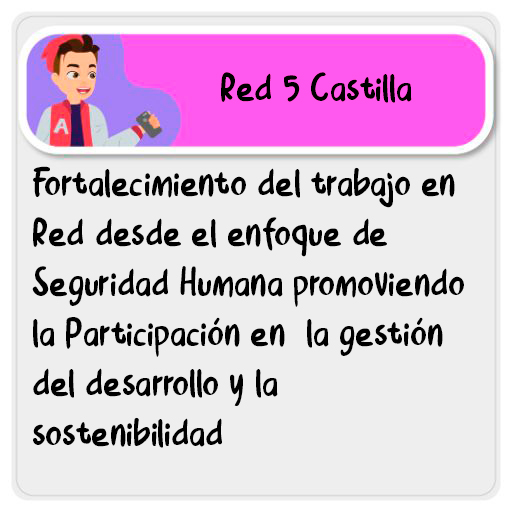 A
Red 5 Castilla
Fortalecimiento del trabajo en
Red desde el enfoque de
Seguridad Humana promoviendo
la Participación en la gestión
del desarrollo y la
sostenibilidad